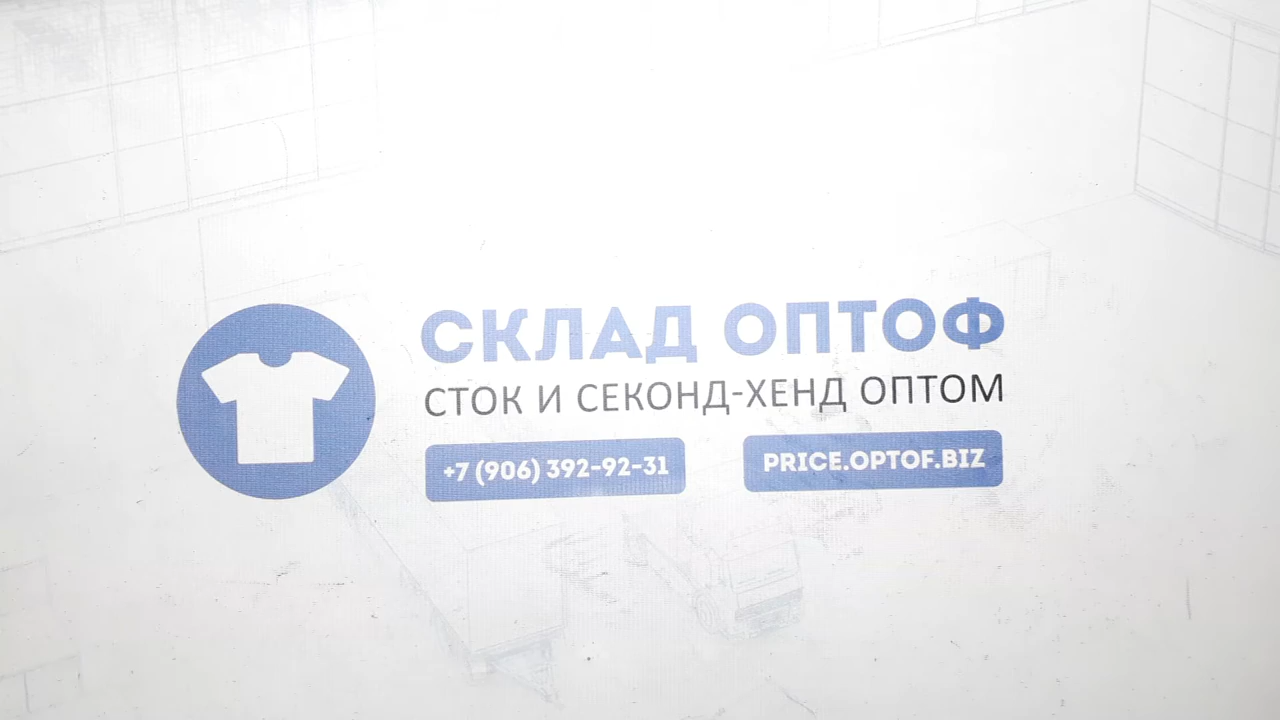 СКЛАД ОПТОФ
СТОК И СЕКОНД-ХЕНД ОПТОМ
+7 (906) 392-92-31
PRICE.OPTOF.BIZ